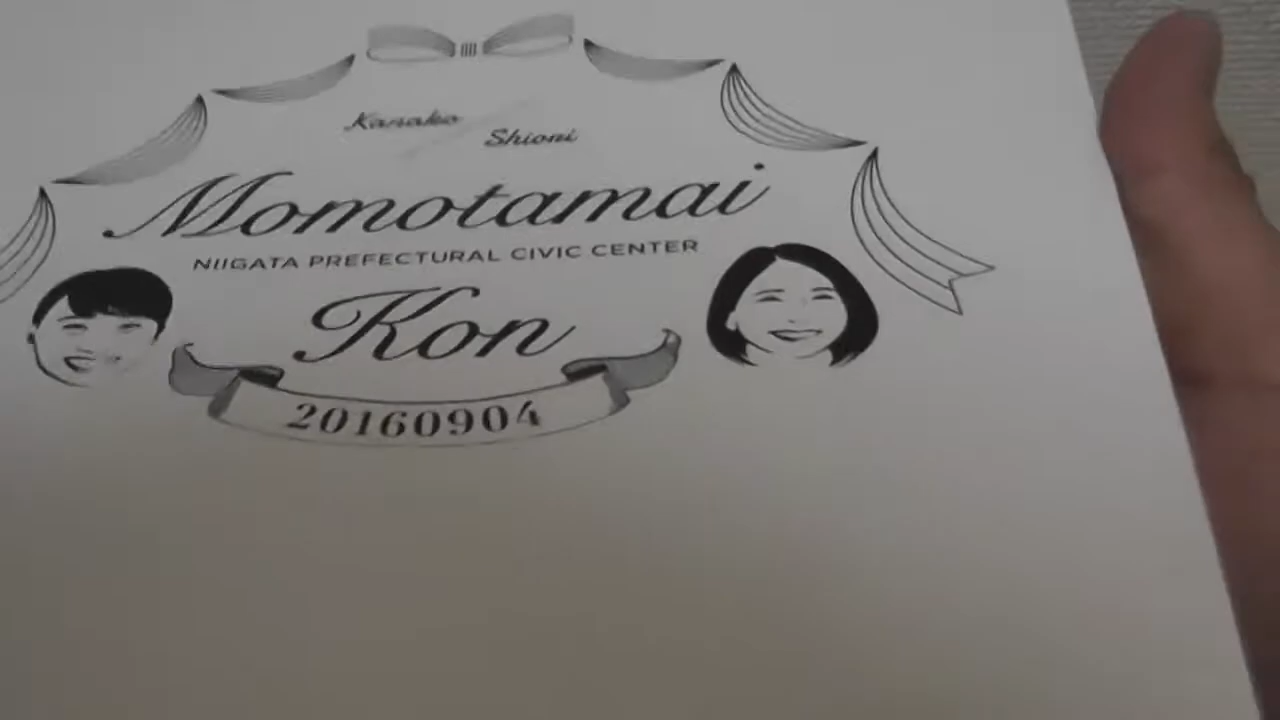 Kanako
Shiori
Momotamai
NIIGATA PREFECTURAL CIVIC CENTER
Kon
20160904